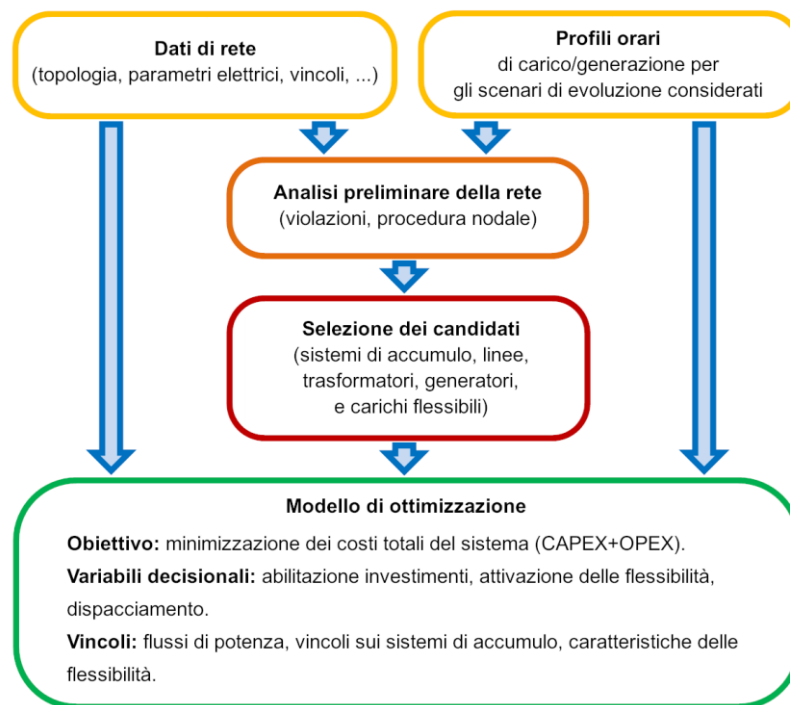 Dati di rete
(topologia, parametri elettrici, vincoli, ...)
Profili orari
di carico/generazione per
gli scenari di evoluzione considerati
Analisi preliminare della rete
(violazioni, procedura nodale)
Selezione dei candidati
(sistemi di accumulo, linee,
trasformatori, generatori,
e carichi flessibili)
Modello di ottimizzazione
Obiettivo: minimizzazione dei costi totali del sistema (CAPEX+OPEX).
Variabili decisionali: abilitazione investimenti, attivazione delle flessibilità,
dispacciamento.
Vincoli: flussi di potenza, vincoli sui sistemi di accumulo, caratteristiche delle
flessibilità.